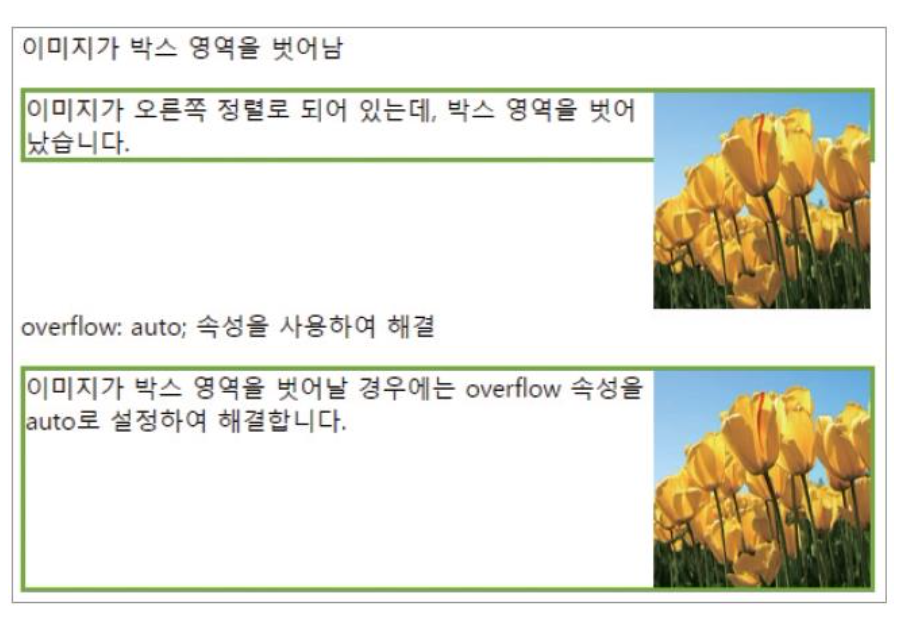 이미지가 박스 영역을 벗어남
이미지가 오른쪽 정렬로 되어 있는데, 박스 영역을 벗어
났습니다.
overflow: auto; 속성을 사용하여 해결
이미지가 박스 영역을 벗어날 경우에는 overflow 속성을
auto로 설정하여 해결합니다.